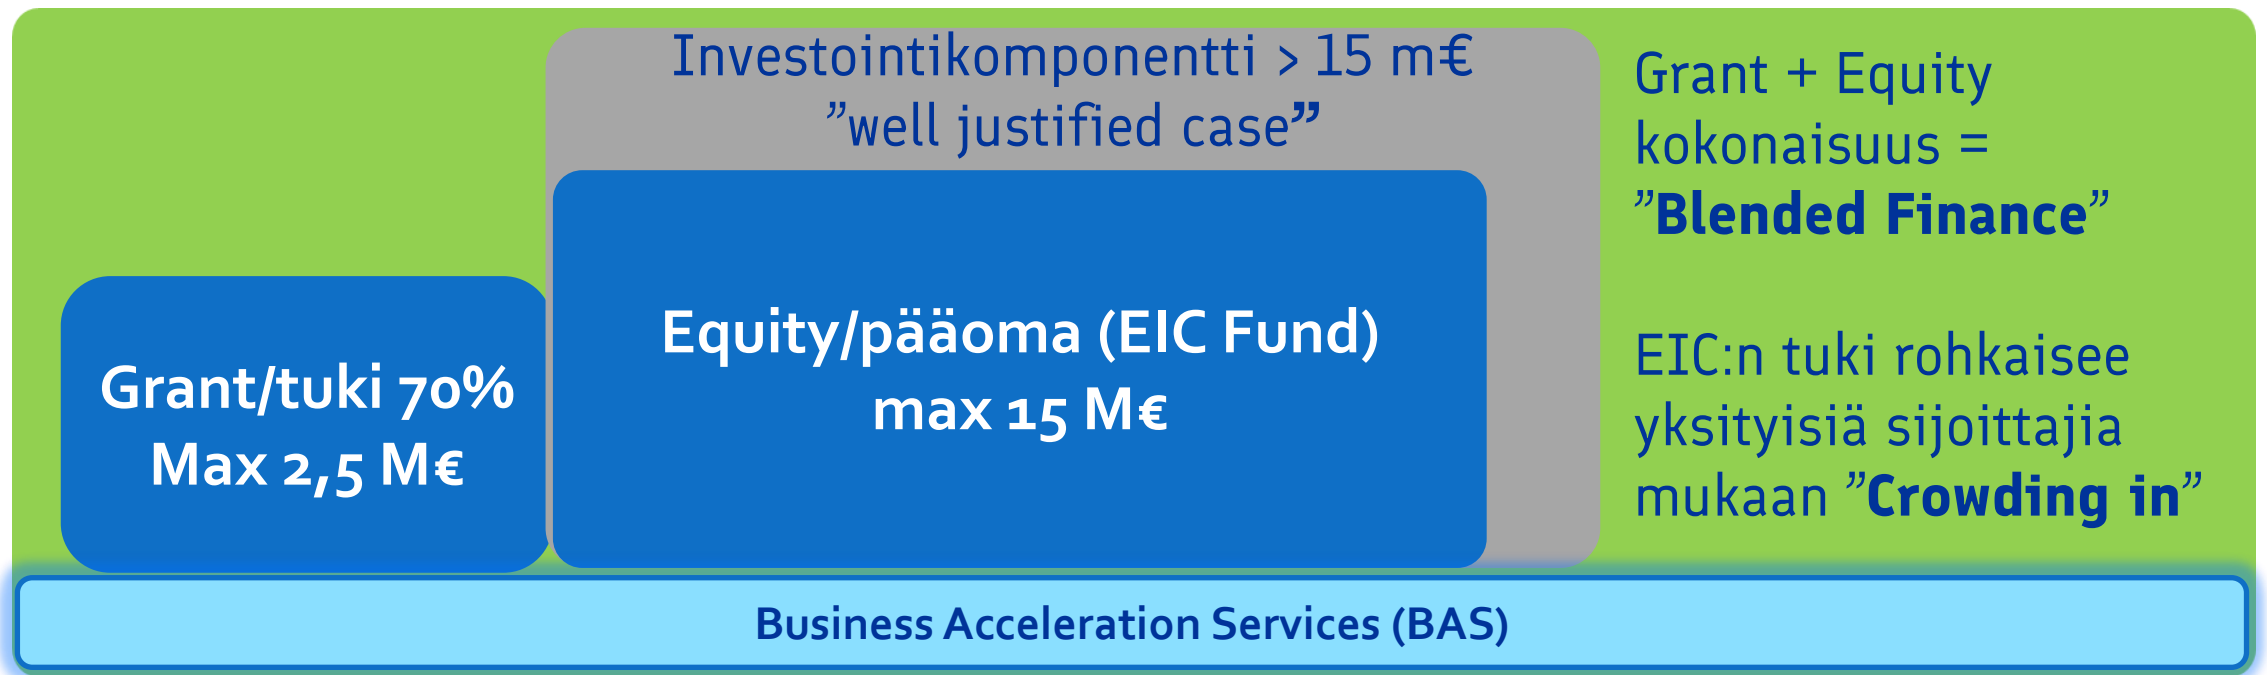 Investointikomponentti > 15 m€
”well justified case”
Grant/tuki 70%
Max 2,5 M€
Equity/pääoma (EIC Fund)
max 15 M€
Grant + Equity
kokonaisuus =
”Blended Finance”
EIC:n tuki rohkaisee
yksityisiä sijoittajia
mukaan ”Crowding in”
Business Acceleration Services (BAS)